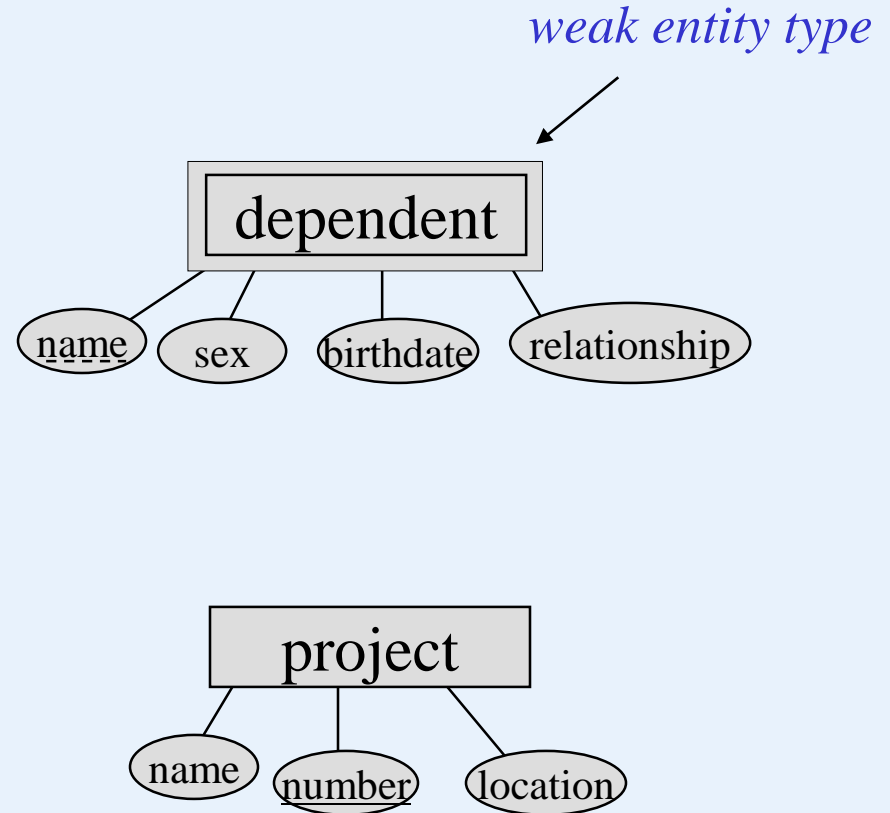 weak entity type
dependent
name
sex
birthdate
relationship
project
name
number
location